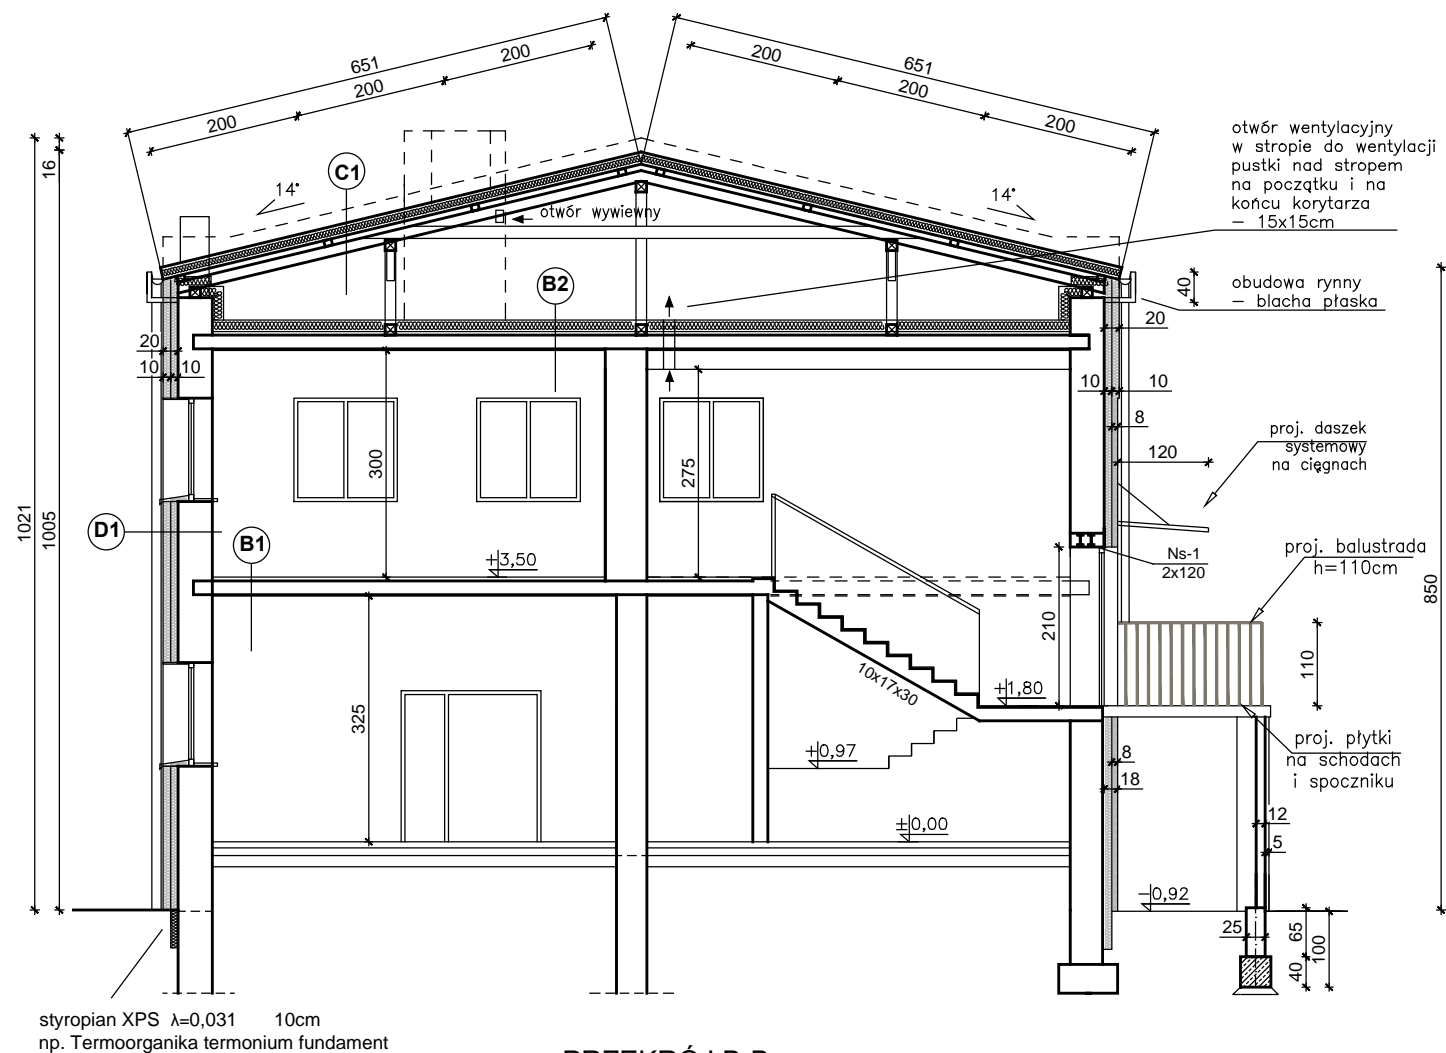 651
200
200
200
651
200
200
200
16
14°
C1
14°
otwór wywiewny
otwór wentylacyjny
w stropie do wentylacji
pustki nad stropem
na początku i na
końcu korytarza
– 15x15cm
B2
40
obudowa rynny
– blacha płaska
20
20
10
10
10
10
8
300
275
120
proj. daszek
systemowy
na cięgnach
1021
1005
D1
B1
+3,50
Ns-1
2x120
proj. balustrada
h=110cm
850
210
110
10x17x30
+1,80
325
+0,97
proj. płytki
na schodach
i spoczniku
8
18
±0,00
12
5
–0,92
25
65
100
40
styropian XPS λ=0,031 10cm
np. Termoorganika termonium fundament